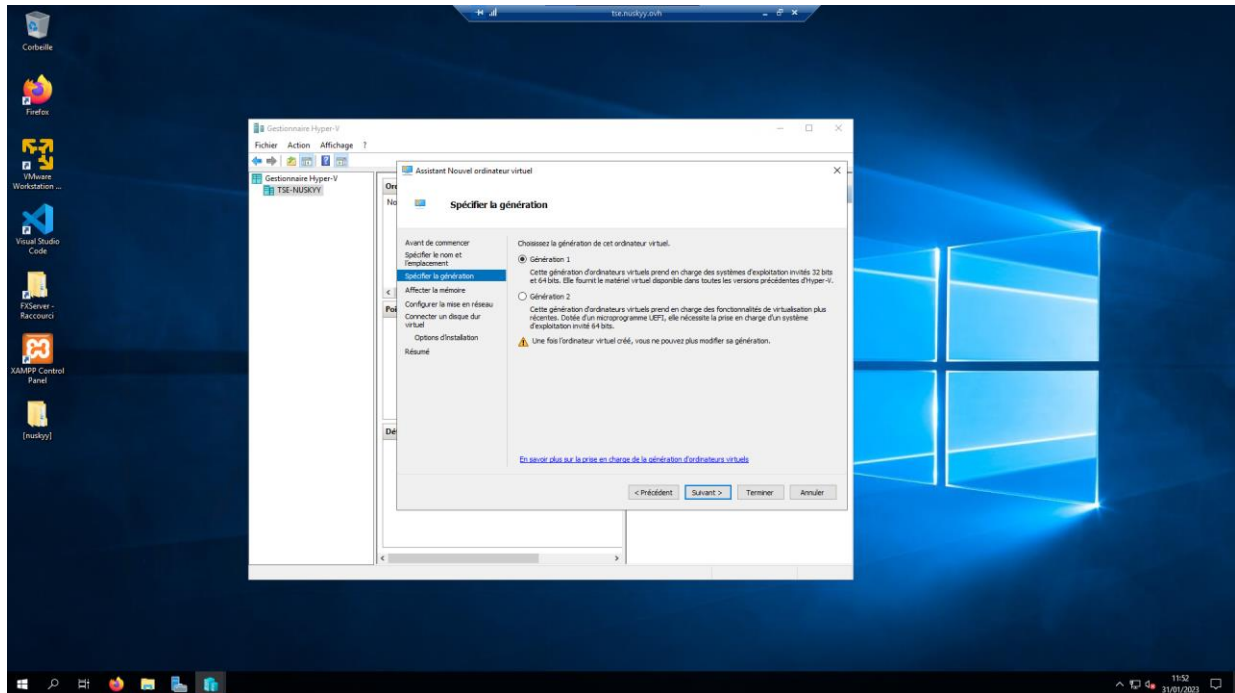 tse.nuskyy.ovh
Corbeille
Firefox
VMware
Workstation ...
Visual Studio
Code
FXServer -
Raccourci
XAMPP Control
Panel
[nuskyy]
Gestionnaire Hyper-V
Fichier Action Affichage ?
Gestionnaire Hyper-V
TSE-NUSKYY
Ord
No
Poi
Dé
Assistant Nouvel ordinateur virtuel
Spécifier la génération
Avant de commencer
Spécifier le nom et
l'emplacement
Spécifier la génération
Affecter la mémoire
Configurer la mise en réseau
Connecter un disque dur
virtuel
Options d'installation
Résumé
Choisissez la génération de cet ordinateur virtuel.
Génération 1
Cette génération d'ordinateurs virtuels prend en charge des systèmes d'exploitation invités 32 bits
et 64 bits. Elle fournit le matériel virtuel disponible dans toutes les versions précédentes d'Hyper-V.
Génération 2
Cette génération d'ordinateurs virtuels prend en charge des fonctionnalités de virtualisation plus
récentes. Dotée d'un microprogramme UEFI, elle nécessite la prise en charge d'un système
d'exploitation invité 64 bits.
Une fois l'ordinateur virtuel créé, vous ne pouvez plus modifier sa génération.
En savoir plus sur la prise en charge de la génération d'ordinateurs virtuels
< Précédent Suivant > Terminer Annuler
11:52
31/01/2023